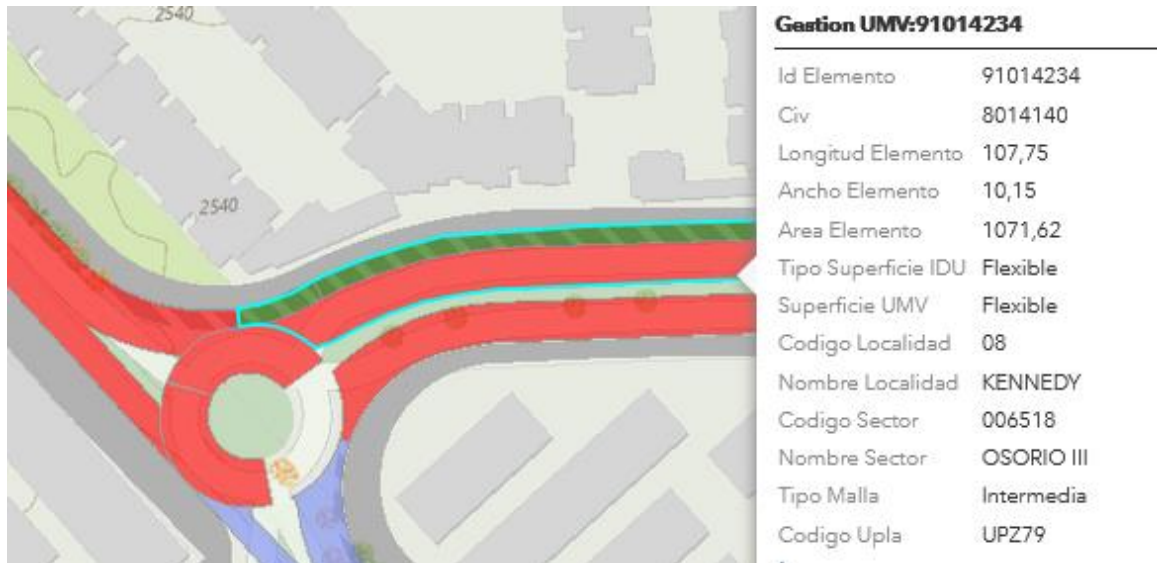 2540
2540
Gestion UMV:91014234
Id Elemento 91014234
Civ 8014140
Longitud Elemento 107,75
Ancho Elemento 10,15
Area Elemento 1071,62
Tipo Superficie IDU Flexible
Superficie UMV Flexible
Codigo Localidad 08
Nombre Localidad KENNEDY
Codigo Sector 006518
Nombre Sector OSORIO III
Tipo Malla Intermedia
Codigo Upla UPZ79